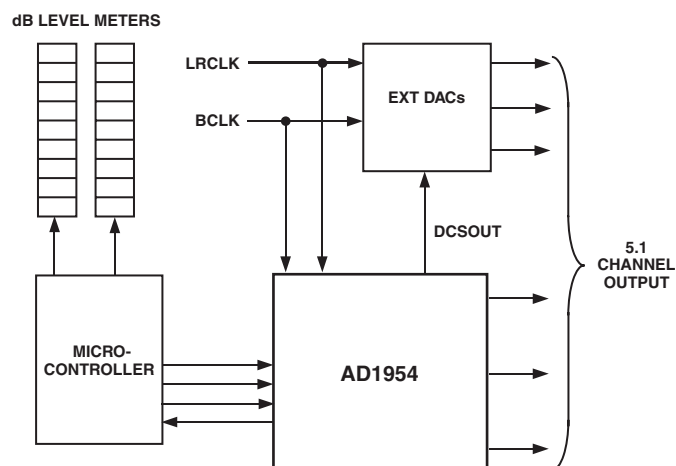 dB LEVEL METERS
LRCLK
BCLK
EXT DACs
DCSOUT
5.1
CHANNEL
OUTPUT
MICRO-
CONTROLLER
AD1954